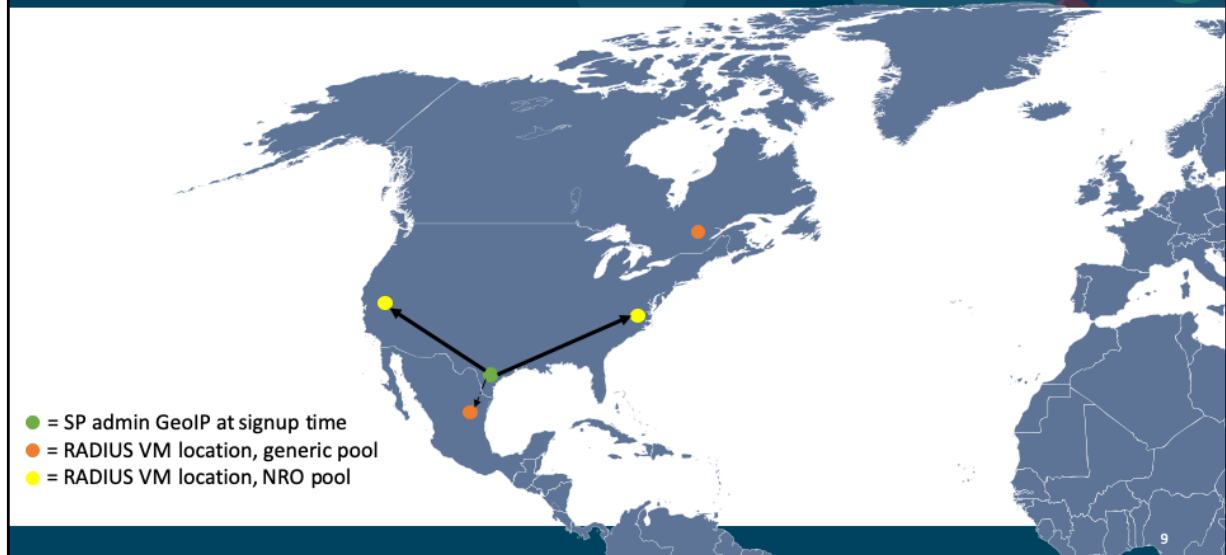 = SP admin GeoIP at signup time
= RADIUS VM location, generic pool
= RADIUS VM location, NRO pool
9